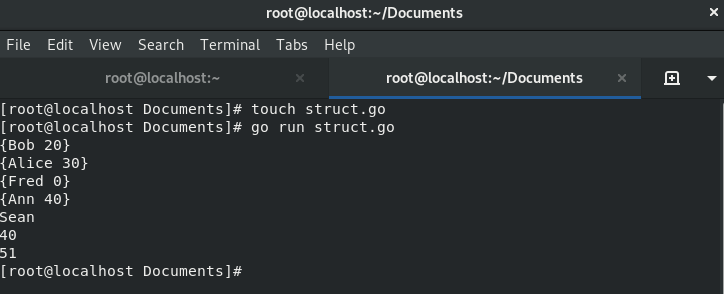 root@localhost:~/Documents
File Edit View Search Terminal Tabs Help
root@localhost:~ root@localhost:~/Documents
[root@localhost Documents]# touch struct.go
[root@localhost Documents]# go run struct.go
{Bob 20}
{Alice 30}
{Fred 0}
{Ann 40}
Sean
40
51
[root@localhost Documents]#